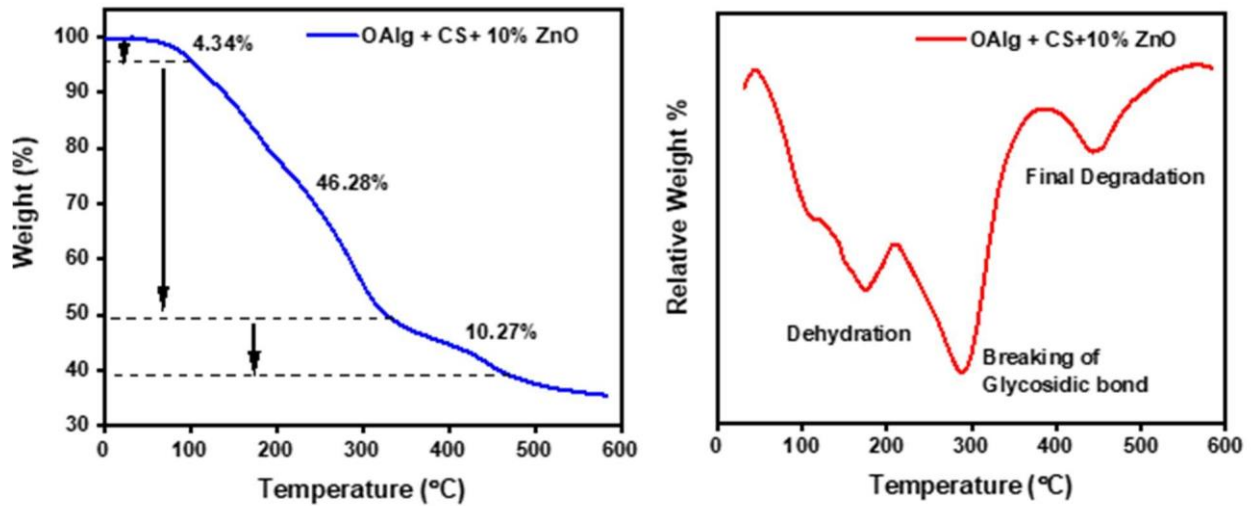 OAlg + CS+ 10% ZnO
4.34%
46.28%
10.27%
Weight (%)
100
90
80
70
60
50
40
30
0
100
200
300
400
500
600
Temperature (°C)
OAlg + CS+10% ZnO
Relative Weight %
Final Degradation
Dehydration
Breaking of
Glycosidic bond
0
100
200
300
400
500
600
Temperature (°C)